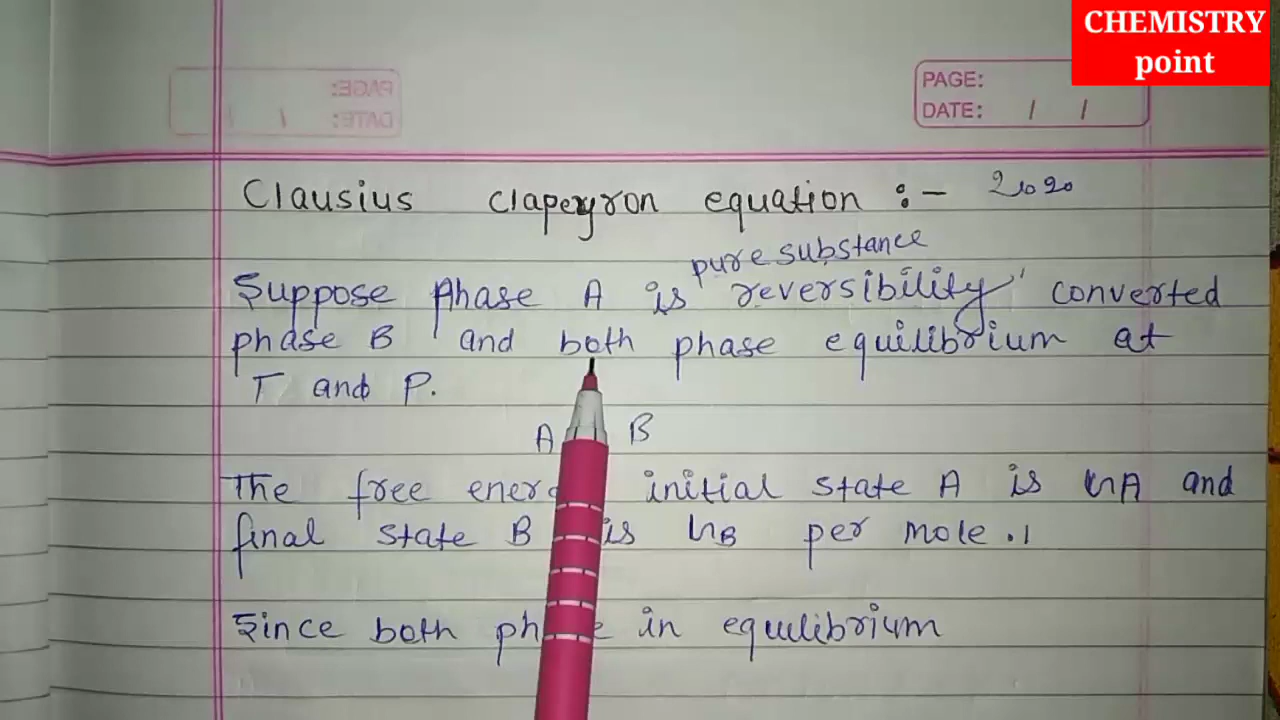 CHEMISTRY
point
PAGE:
DATE: / /
PAGE:
DATE: / /
Clausius clapeyron equation :- 2020
pure substance
Suppose phase A is reversibility converted
phase B and both phase equilibrium at
T and P.
A B
The free initial state A is GA and
final state B is GB per mole.
Since both in equilibrium